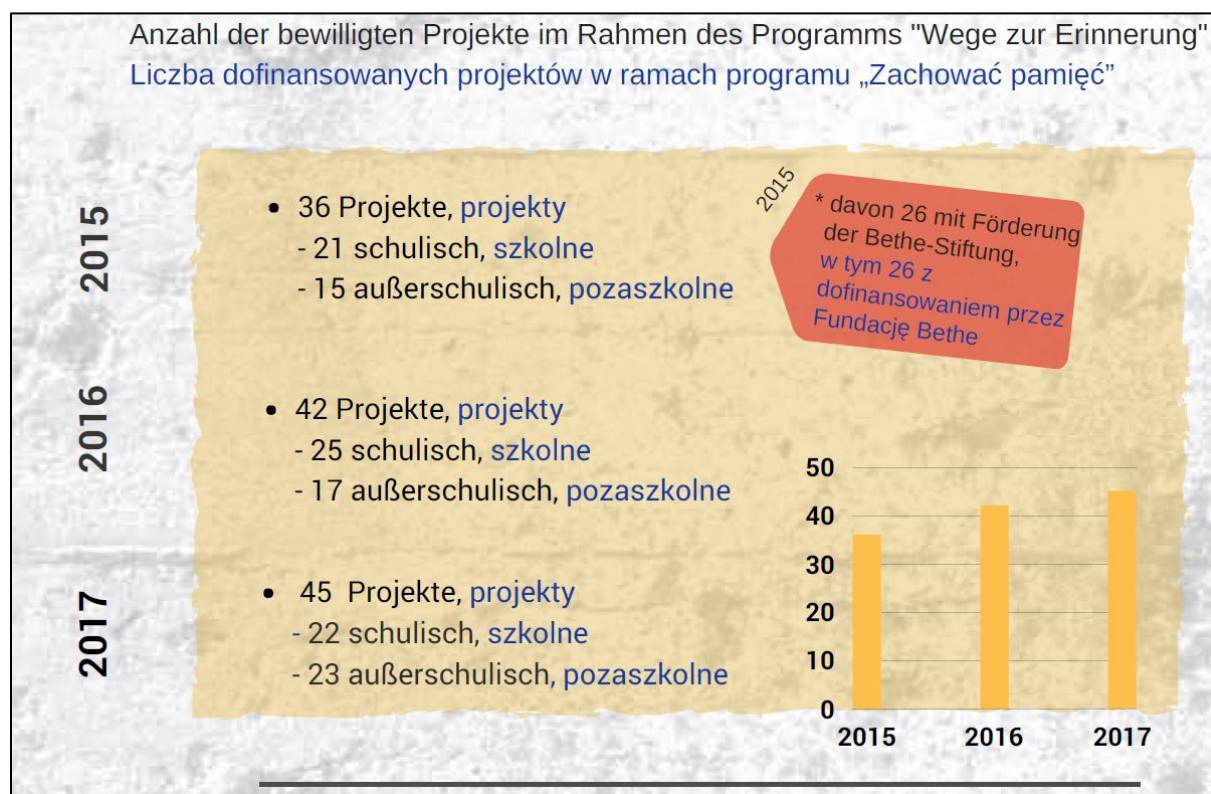 Anzahl der bewilligten Projekte im Rahmen des Programms "Wege zur Erinnerung"
Liczba dofinansowanych projektów w ramach programu „Zachować pamięć”
2015
• 36 Projekte, projekty
- 21 schulisch, szkolne
- 15 außerschulisch, pozaszkolne
2015
* davon 26 mit Förderung
der Bethe-Stiftung,
w tym 26 z
dofinansowaniem przez
Fundację Bethe
2016
• 42 Projekte, projekty
- 25 schulisch, szkolne
- 17 außerschulisch, pozaszkolne
2017
• 45 Projekte, projekty
- 22 schulisch, szkolne
- 23 außerschulisch, pozaszkolne
50
40
30
20
10
0
2015 2016 2017